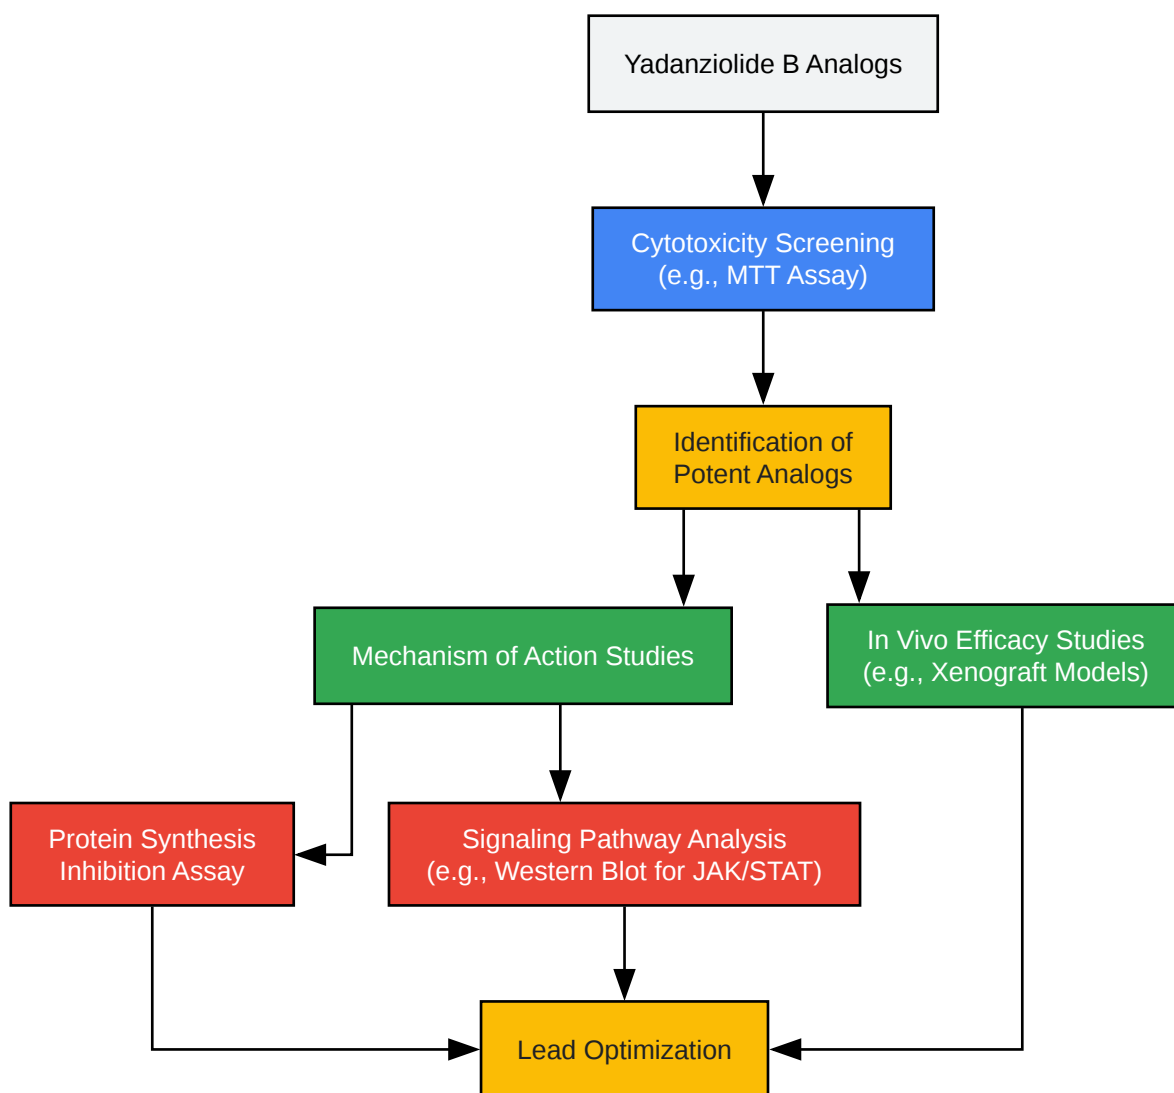 Yadanziolide B Analogs
Cytotoxicity Screening
(e.g., MTT Assay)
Identification of
Potent Analogs
Mechanism of Action Studies
In Vivo Efficacy Studies
(e.g., Xenograft Models)
Protein Synthesis
Inhibition Assay
Signaling Pathway Analysis
(e.g., Western Blot for JAK/STAT)
Lead Optimization